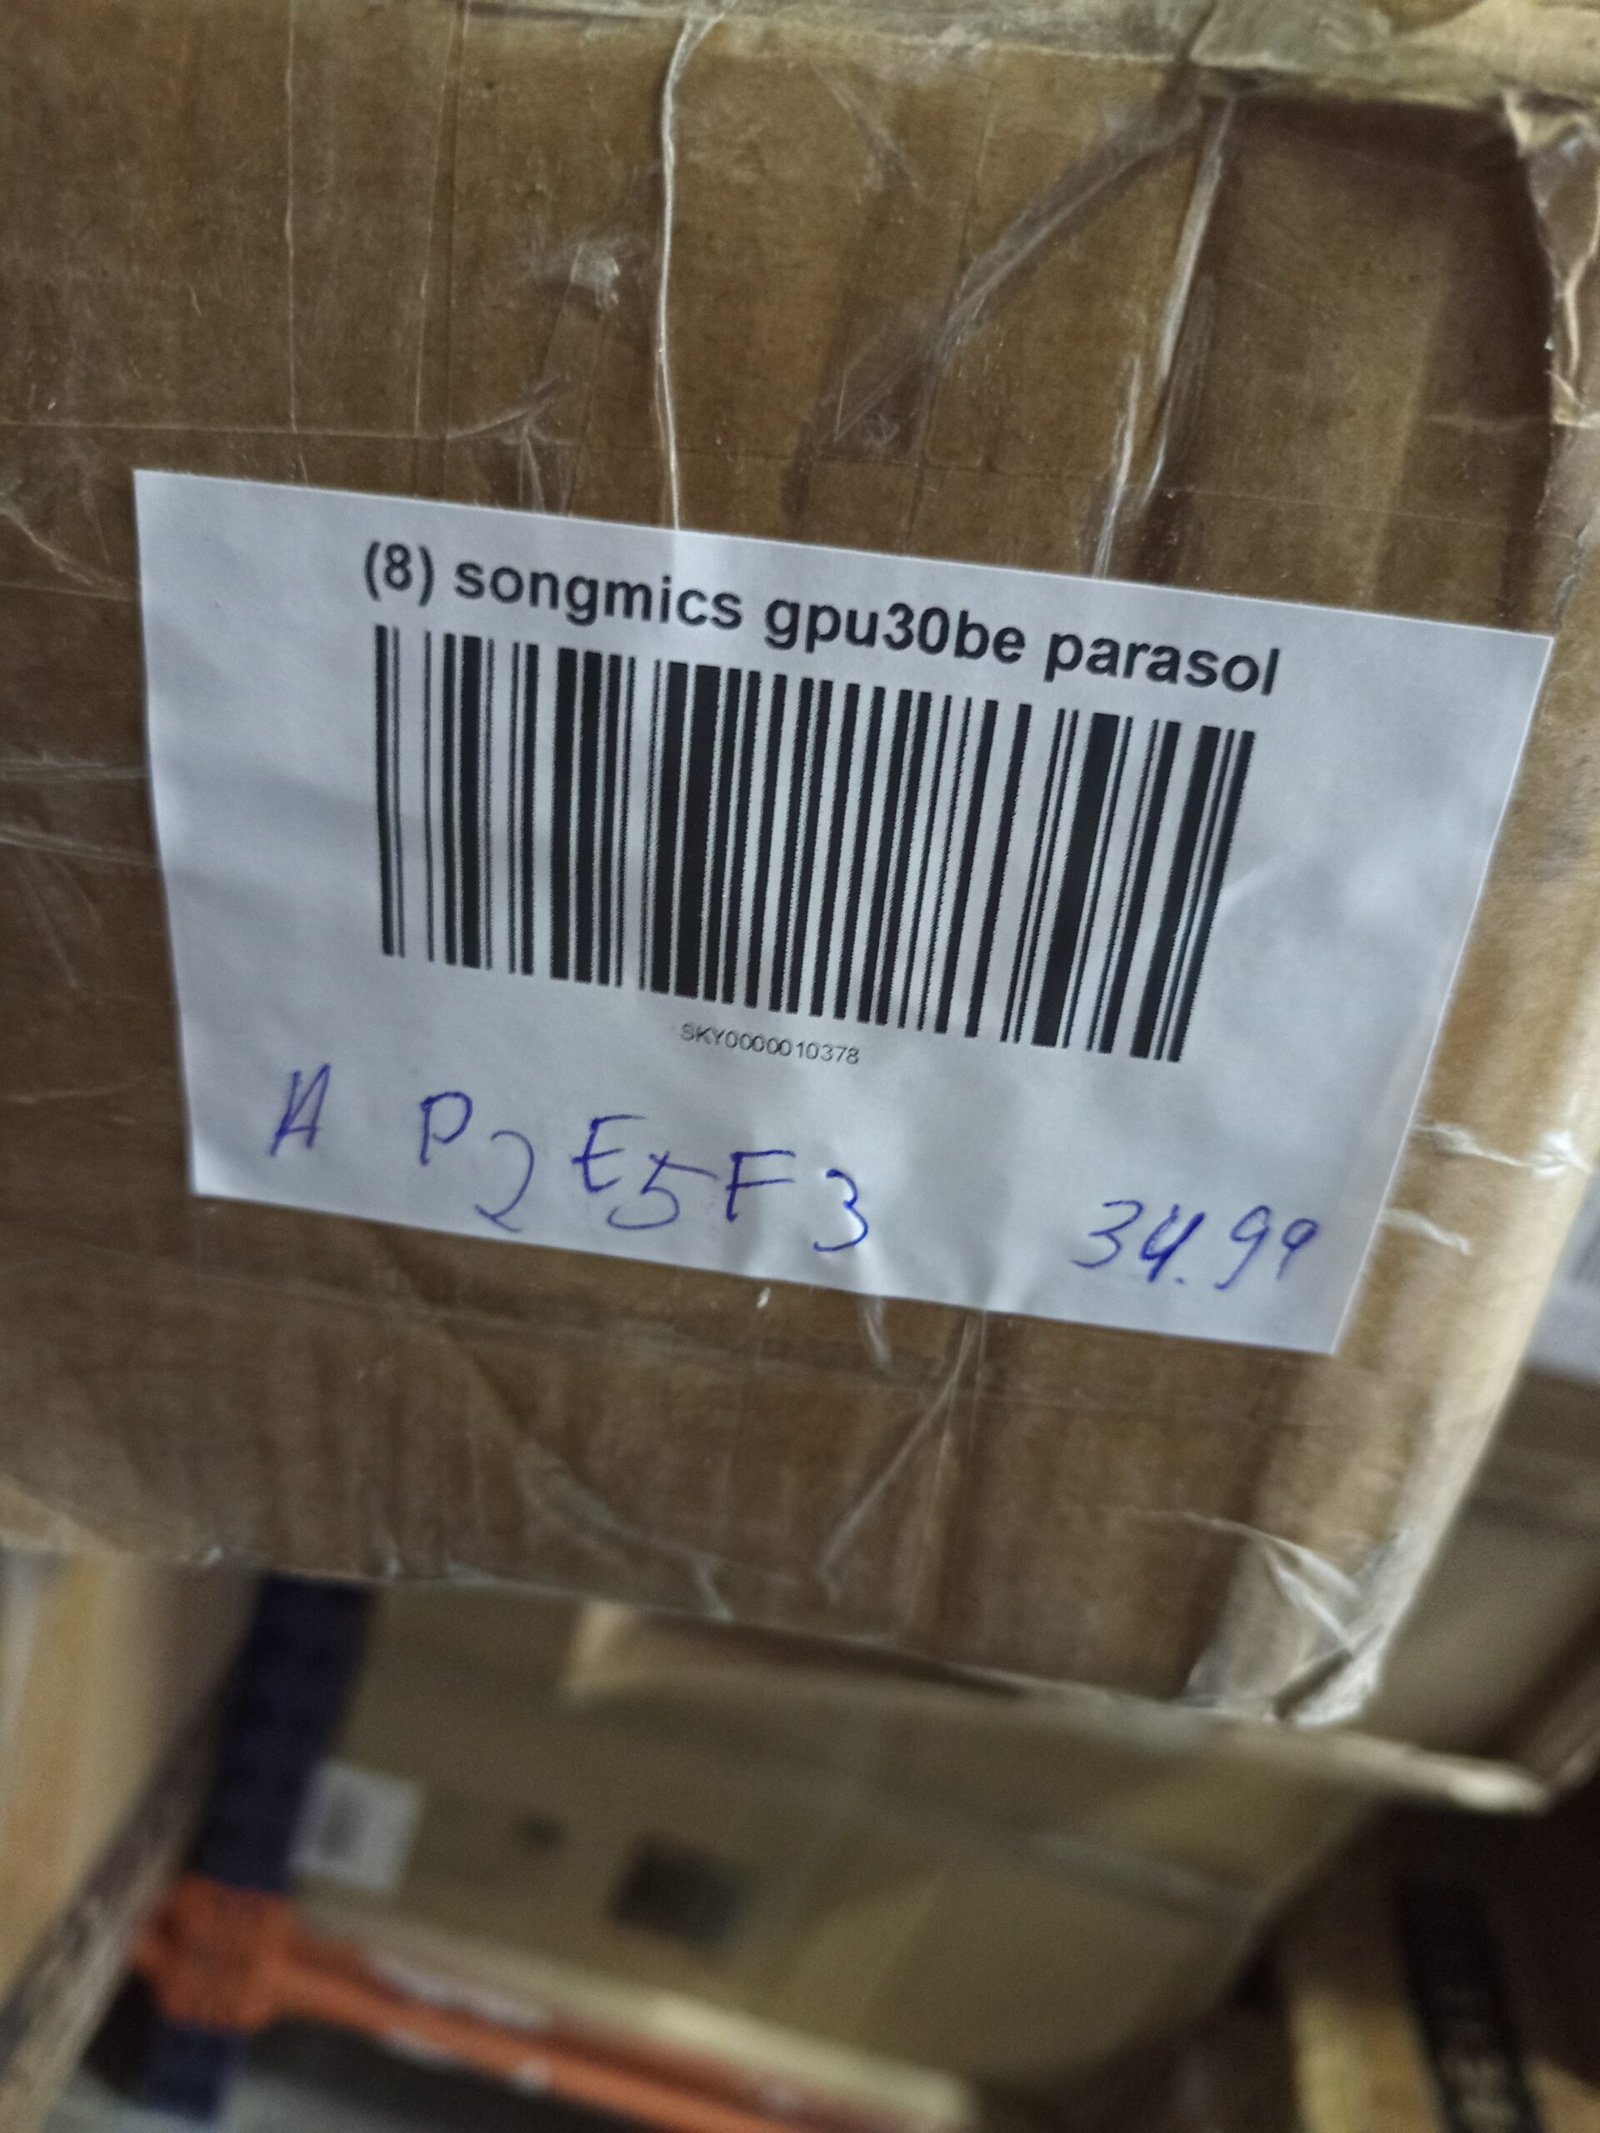 (8) songmics gpu30be parasol
SKY0000010378
A P2E5F3 34.99